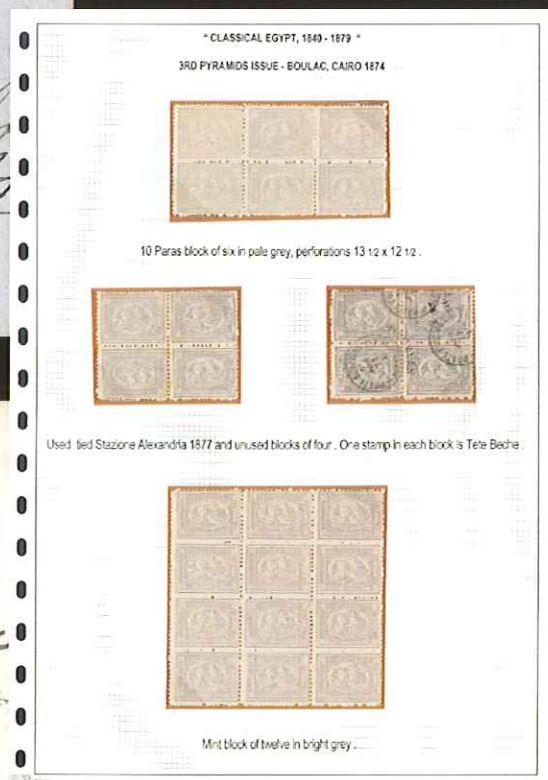 " CLASSICAL EGYPT, 1840 - 1879 "
3RD PYRAMIDS ISSUE - BOULAC, CAIRO 1874
10 Paras block of six in pale grey, perforations 13 1/2 x 12 1/2 .
Used tied Stazione Alexandria 1877 and unused blocks of four . One stamp in each block is Tete Beche .
Mint block of twelve in bright grey .